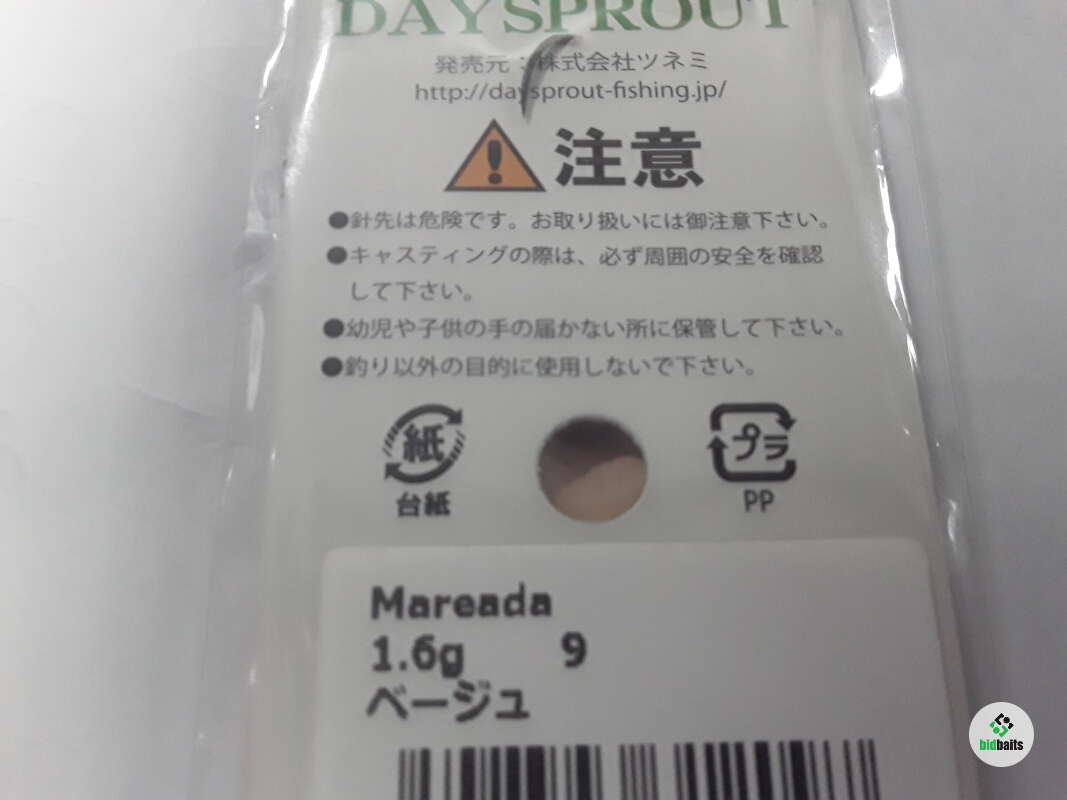 DAYSPROUT
発売元：株式会社ツネミ
http://daysprout-fishing.jp/
注意
●針先は危険です。お取り扱いには御注意下さい。
●キャスティングの際は、必ず周囲の安全を確認
して下さい。
●幼児や子供の手の届かない所に保管して下さい。
●釣り以外の目的に使用しないで下さい。
紙 プラ
台紙 PP
Mareada
1.6g 9
ベージュ
bidbaits